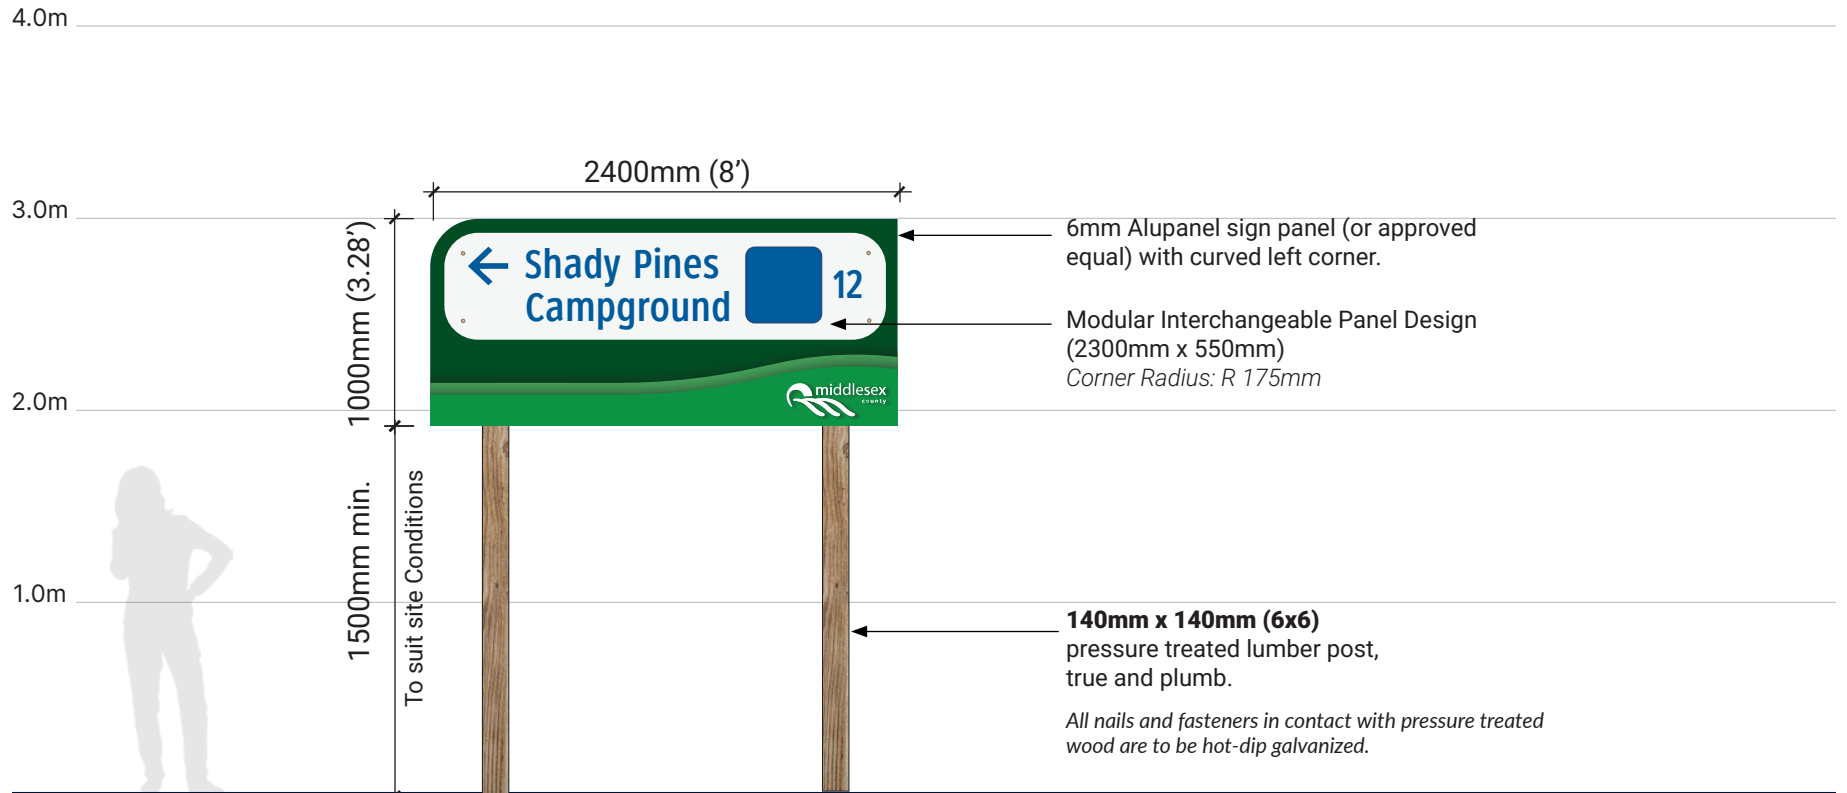 4.0m
2400mm (8’)
3.0m
1000mm (3.28’)
Shady Pines
Campground
12
6mm Alupanel sign panel (or approved
equal) with curved left corner.
Modular Interchangeable Panel Design
(2300mm x 550mm)
Corner Radius: R 175mm
middlesex
county
2.0m
1500mm min.
To suit site Conditions
1.0m
140mm x 140mm (6x6)
pressure treated lumber post,
true and plumb.
All nails and fasteners in contact with pressure treated
wood are to be hot-dip galvanized.